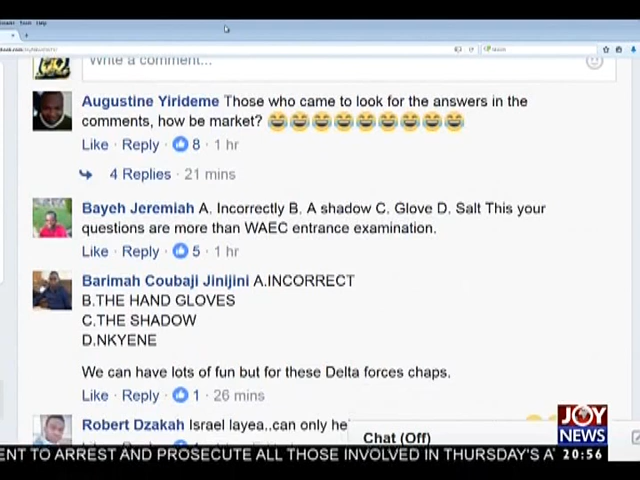 Tools Help
Write a comment...
Augustine Yirideme Those who came to look for the answers in the
comments, how be market? 😂😂😂😂😂😂😂😂😂
Like · Reply · 8 · 1 hr
4 Replies · 21 mins
Bayeh Jeremiah A. Incorrectly B. A shadow C. Glove D. Salt This your
questions are more than WAEC entrance examination.
Like · Reply · 5 · 1 hr
Barimah Coubaji Jinijini A.INCORRECT
B.THE HAND GLOVES
C.THE SHADOW
D.NKYENE
We can have lots of fun but for these Delta forces chaps.
Like · Reply · 1 · 26 mins
Robert Dzakah Israel layea..can only he
Chat (Off)
JOY
NEWS
ENT TO ARREST AND PROSECUTE ALL THOSE INVOLVED IN THURSDAY'S
20:56